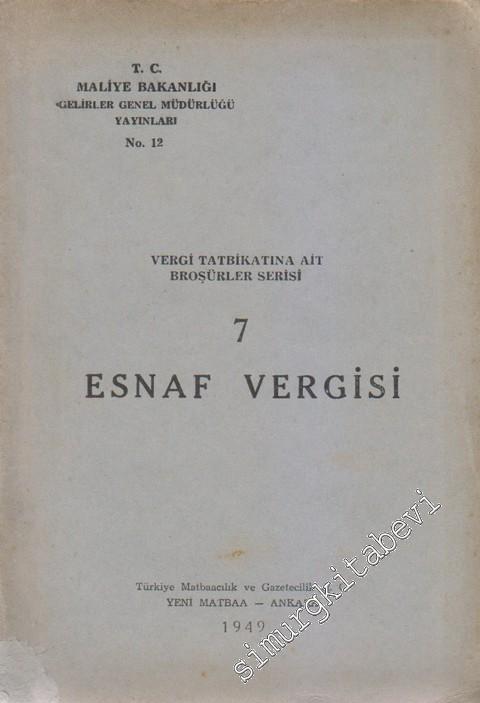 T. C.
MALİYE BAKANLIĞI
GELİRLER GENEL MÜDÜRLÜĞÜ
YAYINLARI
No. 12
VERGİ TATBİKATINA AİT
BROŞÜRLER SERİSİ
7
ESNAF VERGİSİ
Türkiye Matbaacılık ve Gazetecilik
YENİ MATBAA — ANKARA
1949
simurgkitabevi